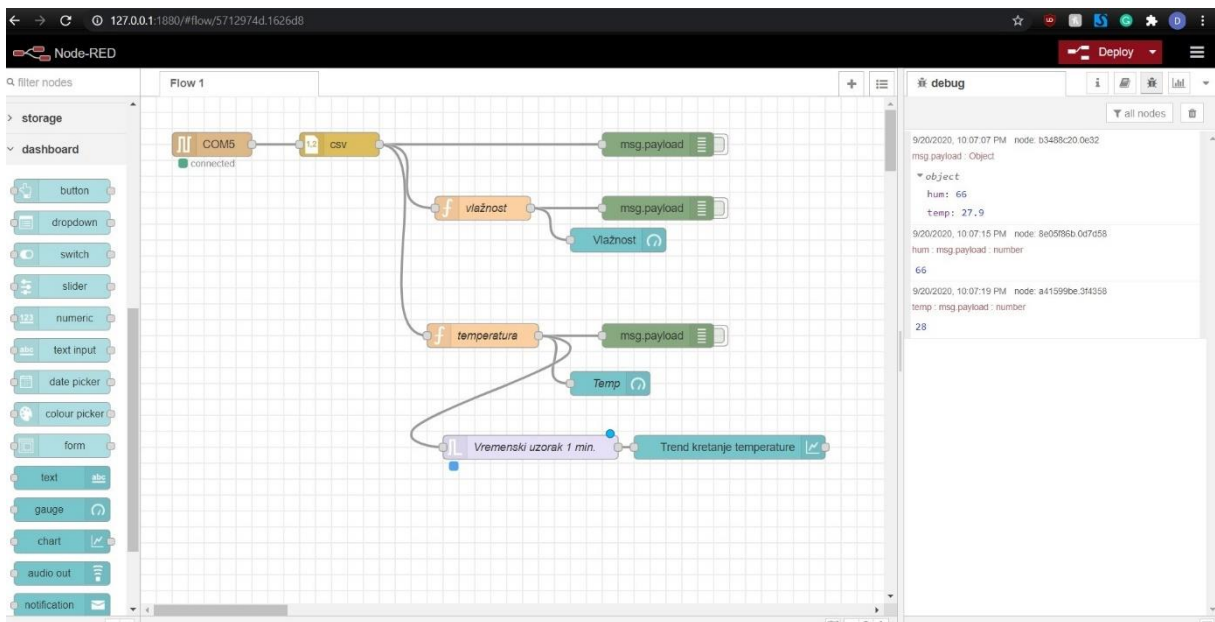 127.0.0.1:1880/#flow/5712974d.1626d8
Node-RED
Deploy
filter nodes
storage
dashboard
button
dropdown
switch
slider
123 numeric
abc text input
date picker
colour picker
form
text abc
gauge
chart
audio out
notification
Flow 1
COM5
connected
1,2 csv
msg.payload
f vlažnost
msg.payload
Vlažnost
f temperatura
msg.payload
Temp
Vremenski uzorak 1 min.
Trend kretanje temperature
debug
i
all nodes
9/20/2020, 10:07:07 PM node: b3488c20.0e32
msg.payload : Object
object
hum: 66
temp: 27.9
9/20/2020, 10:07:15 PM node: 8e05f86b.0d7d58
hum : msg.payload : number
66
9/20/2020, 10:07:19 PM node: a41599be.3f4358
temp : msg.payload : number
28